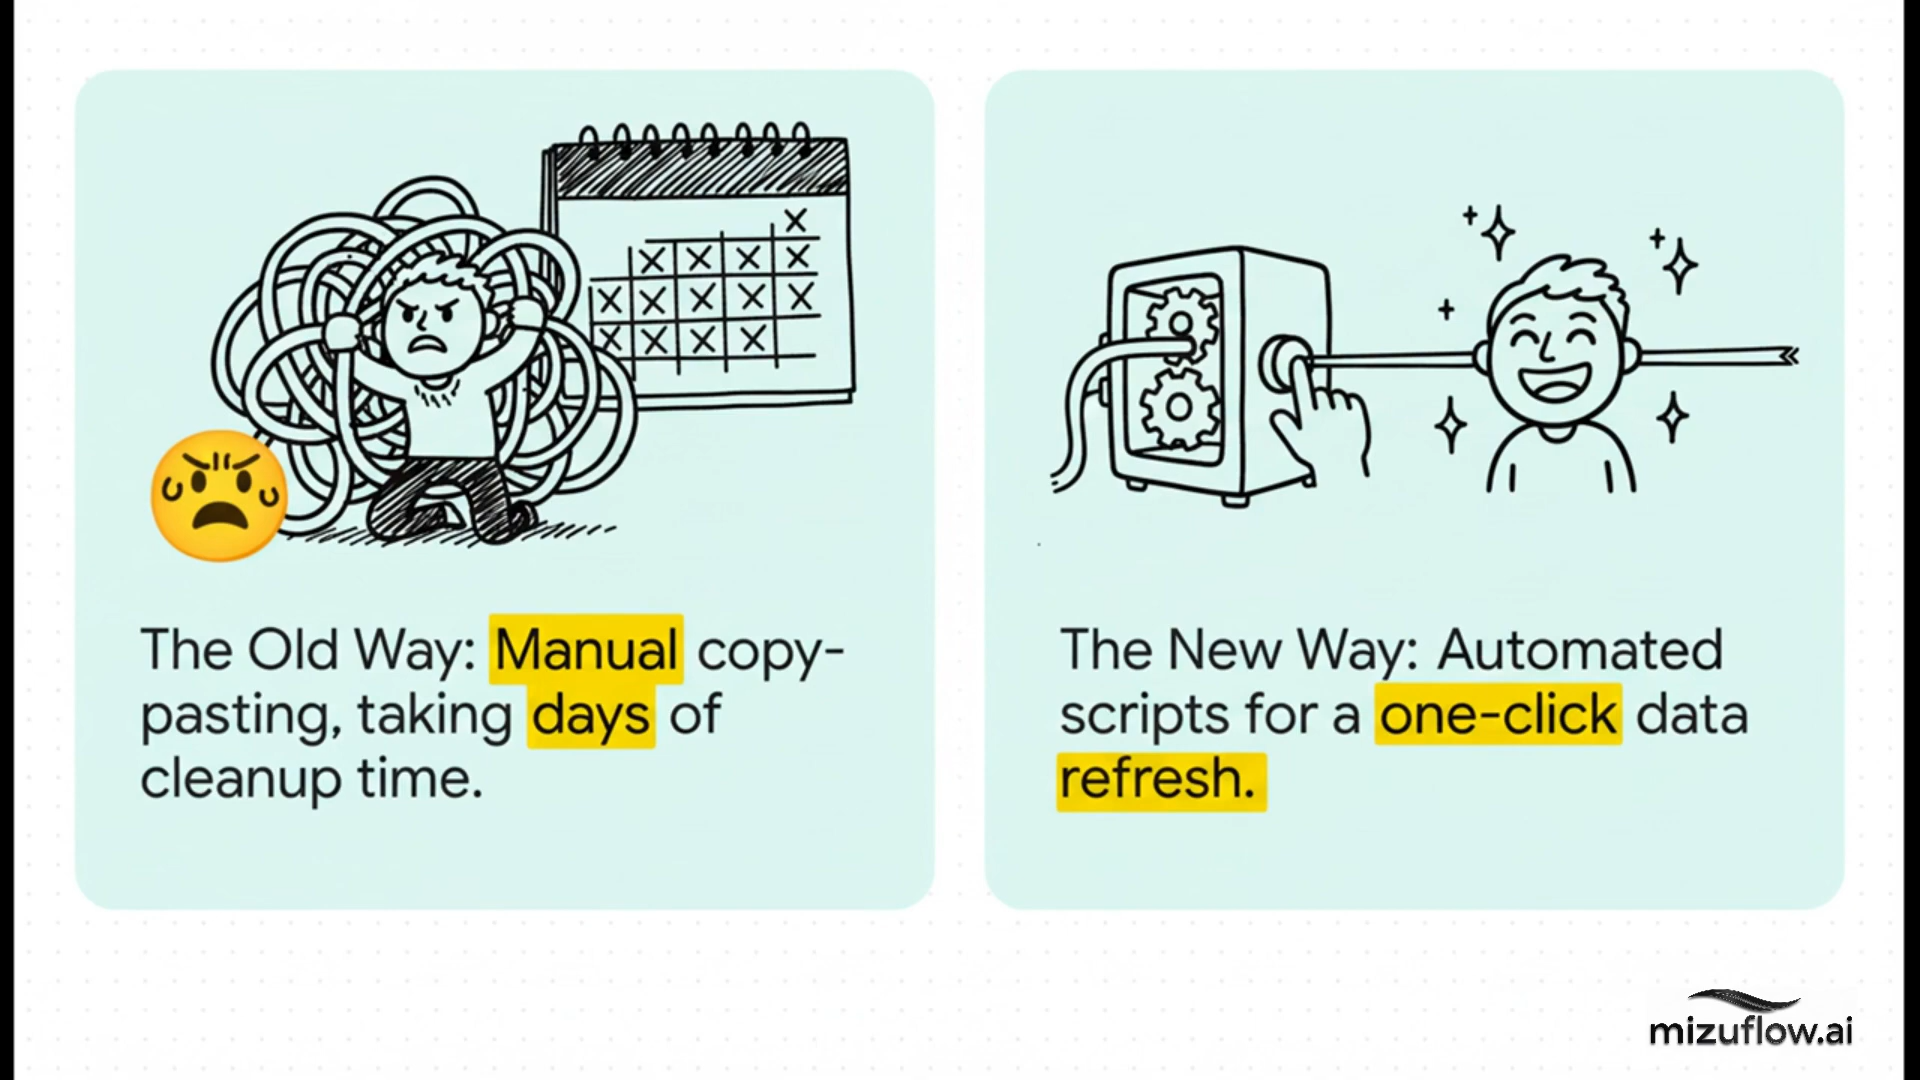 The Old Way: Manual copy-
pasting, taking days of
cleanup time.
The New Way: Automated
scripts for a one-click data
refresh.
mizuflow.ai